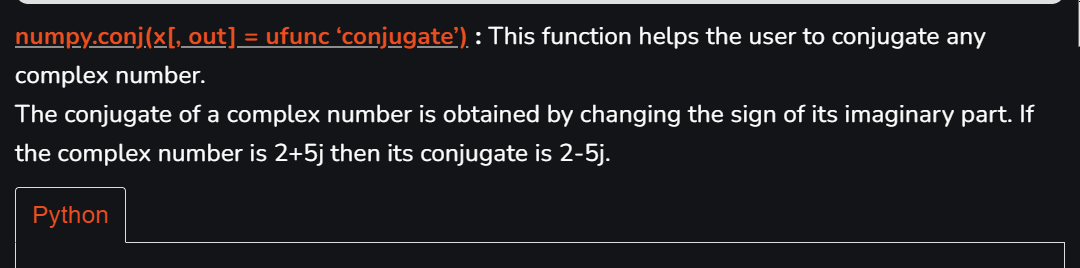 numpy.conj(x[, out] = ufunc ‘conjugate’) : This function helps the user to conjugate any
complex number.
The conjugate of a complex number is obtained by changing the sign of its imaginary part. If
the complex number is 2+5j then its conjugate is 2-5j.
Python